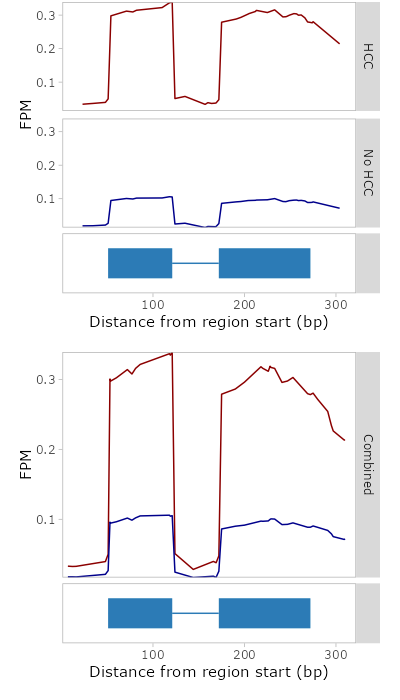 0.3
0.2
0.1
HCC
FPM
0.3
0.2
0.1
No HCC
100
200
300
Distance from region start (bp)
0.3
0.2
0.1
FPM
Combined
100
200
300
Distance from region start (bp)